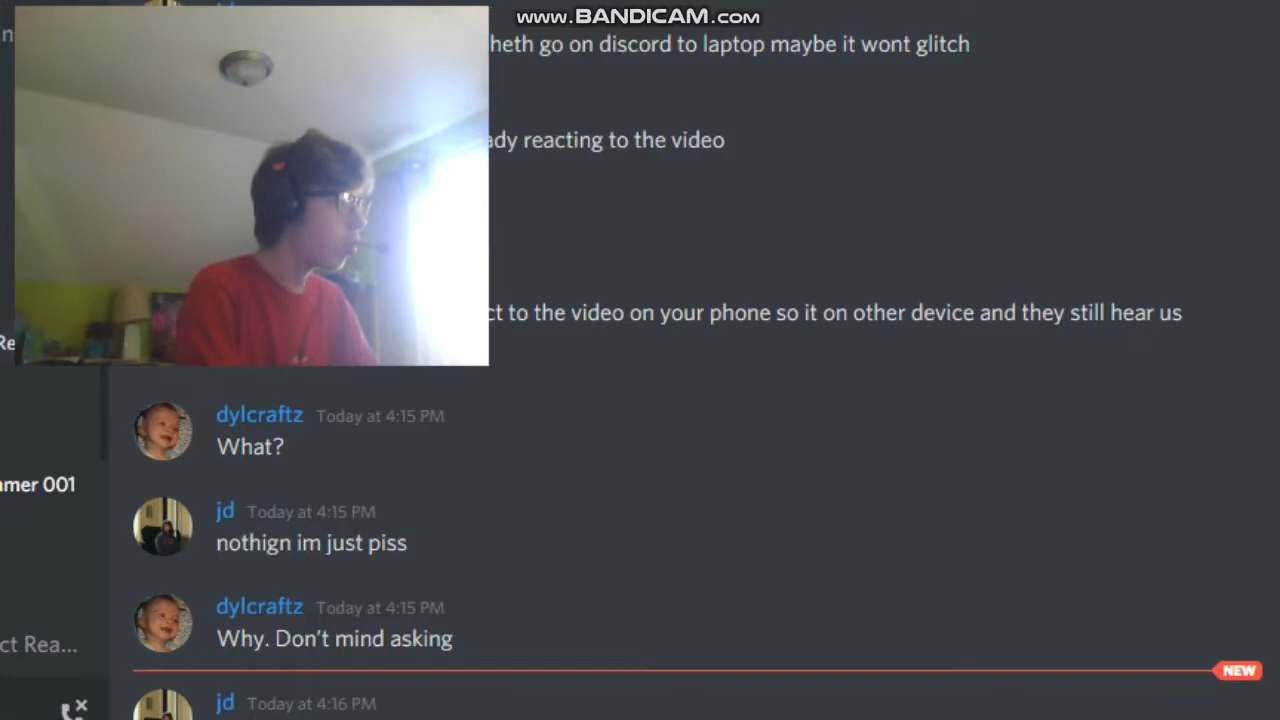 www.BANDICAM.com
heth go on discord to laptop maybe it wont glitch
ady reacting to the video
ct to the video on your phone so it on other device and they still hear us
Re
dylcraftz Today at 4:15 PM
What?
mer 001
jd Today at 4:15 PM
nothign im just piss
dylcraftz Today at 4:15 PM
Why. Don't mind asking
ct Rea...
NEW
jd Today at 4:16 PM